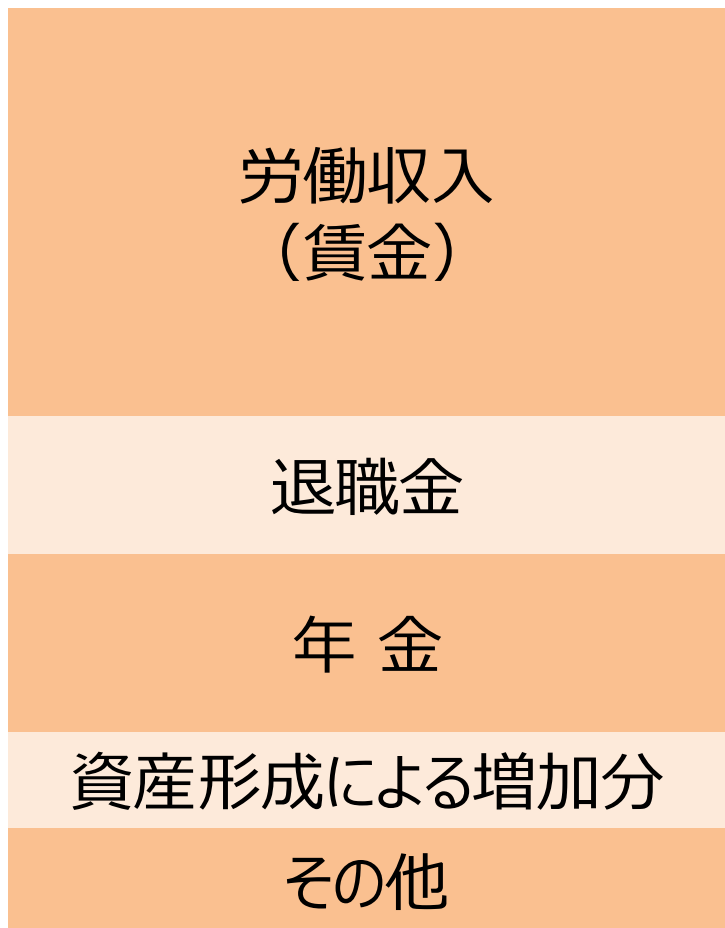 労働収入
（賃金）
退職金
年 金
資産形成による増加分
その他